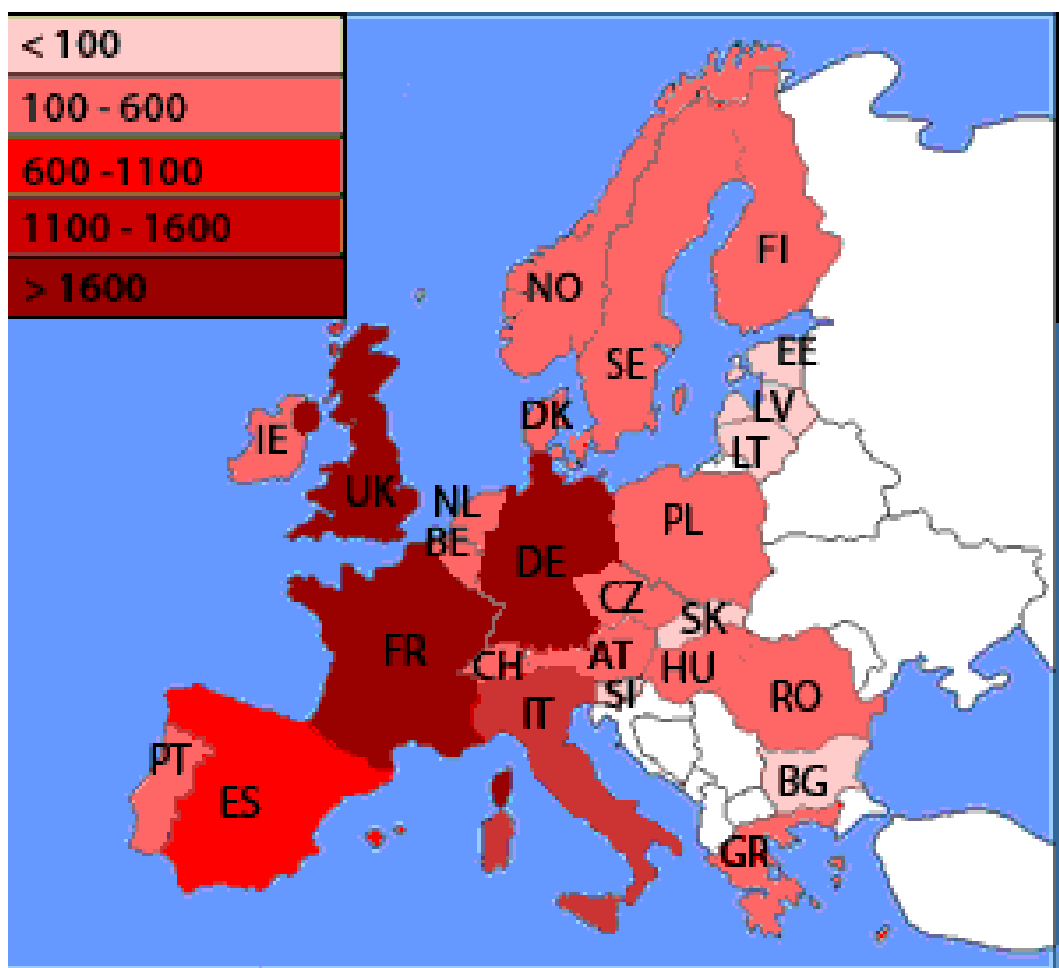 < 100
100 - 600
600 -1100
1100 - 1600
> 1600
FI
NO
EE
SE
LV
DK
IE
LT
UK
NL
PL
BE
DE
CZ
SK
FR
CH
AT
HU
SI
RO
IT
PT
BG
ES
GR